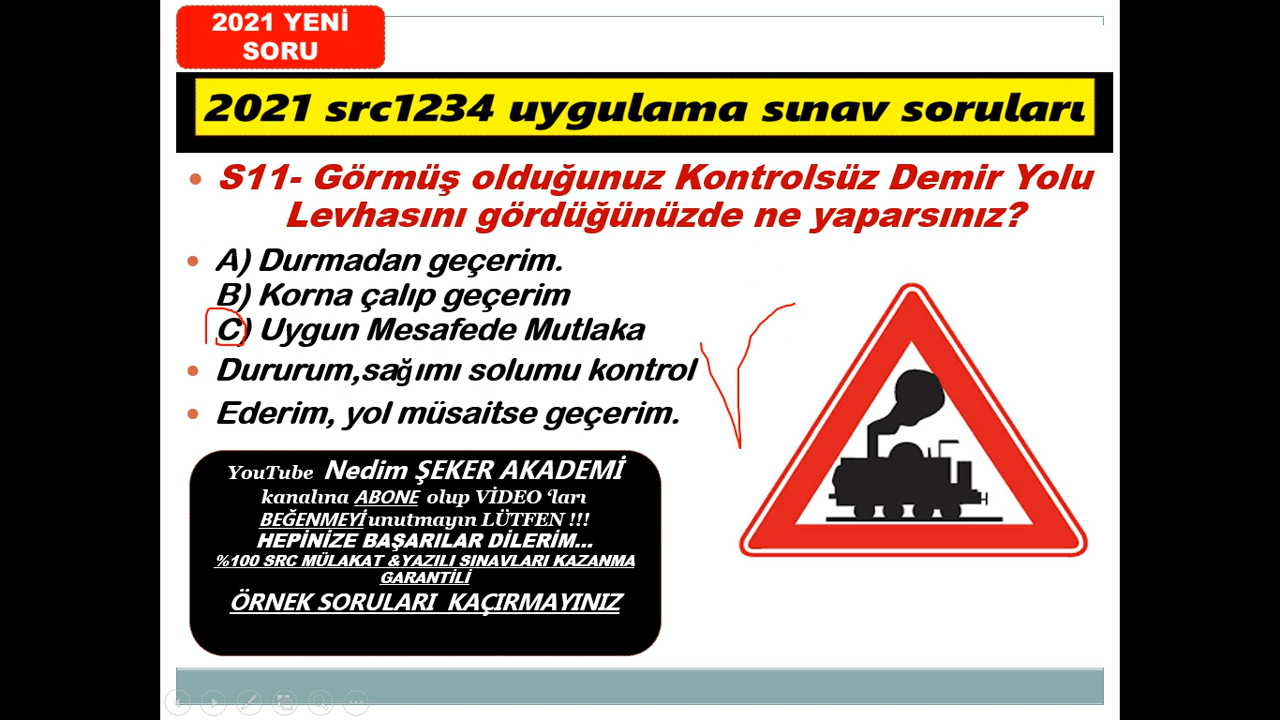 2021 YENİ
SORU
2021 src1234 uygulama sınav soruları
• S11- Görmüş olduğunuz Kontrolsüz Demir Yolu
Levhasını gördüğünüzde ne yaparsınız?
• A) Durmadan geçerim.
B) Korna çalıp geçerim
C) Uygun Mesafede Mutlaka
• Dururum,sağımı solumu kontrol
• Ederim, yol müsaitse geçerim.
YouTube Nedim ŞEKER AKADEMİ
kanalına ABONE olup VİDEO ‘ları
BEĞENMEYİ unutmayın LÜTFEN !!!
HEPİNİZE BAŞARILAR DİLERİM...
%100 SRC MÜLAKAT &YAZILI SINAVLARI KAZANMA
GARANTİLİ
ÖRNEK SORULARI KAÇIRMAYINIZ